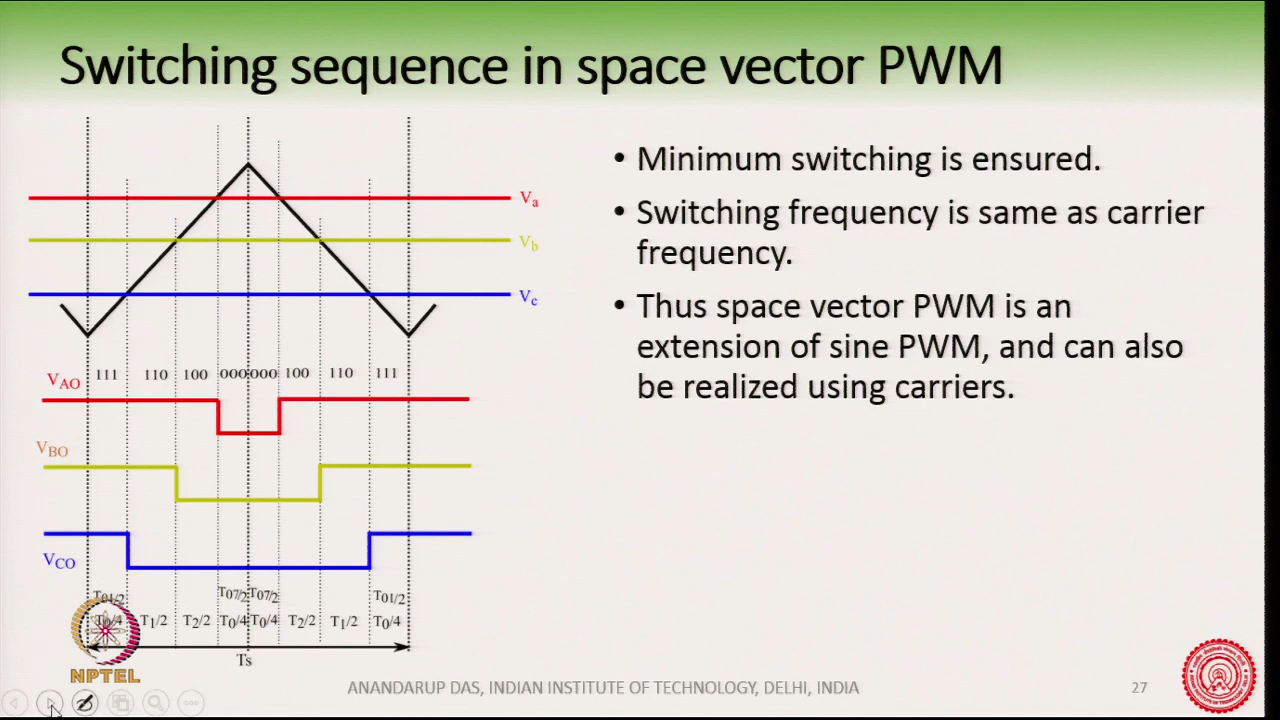 Switching sequence in space vector PWM
Va
Vb
Vc
VAO 111 110 100 000 000 100 110 111
VBO
VCO
T01/2 T07/2 T07/2 T01/2
T0/4 T1/2 T2/2 T0/4 T0/4 T2/2 T1/2 T0/4
Ts
• Minimum switching is ensured.
• Switching frequency is same as carrier
frequency.
• Thus space vector PWM is an
extension of sine PWM, and can also
be realized using carriers.
NPTEL
ANANDARUP DAS, INDIAN INSTITUTE OF TECHNOLOGY, DELHI, INDIA
27